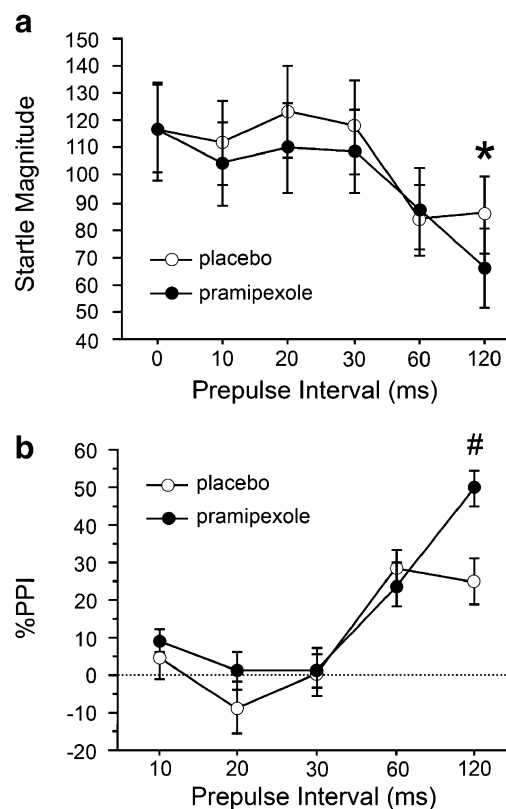 a
Startle Magnitude
150
140
130
120
110
100
90
80
70
60
50
40
*
placebo
pramipexole
0 10 20 30 60 120
Prepulse Interval (ms)
b
%PPI
60
50
40
30
20
10
0
-10
-20
#
placebo
pramipexole
10 20 30 60 120
Prepulse Interval (ms)